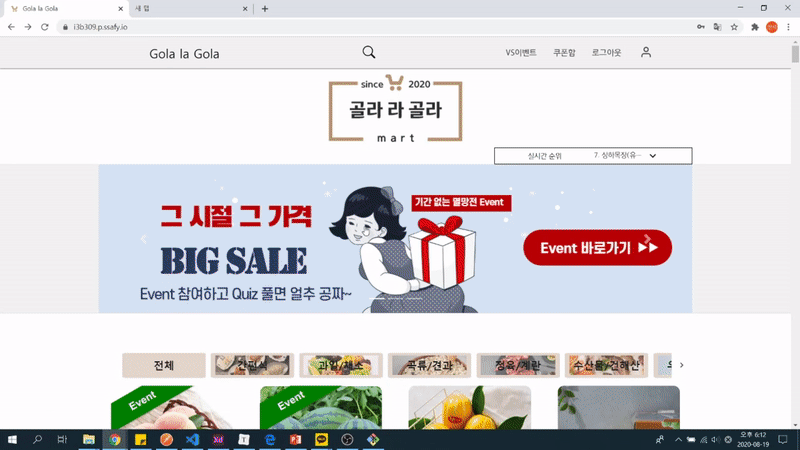 Gola la Gola
새 탭
i3b309.p.ssafy.io
Gola la Gola
VS이벤트
쿠폰함
로그아웃
since 2020
골라 라 골라
mart
실시간 순위
7. 상하목장(유...
기간 없는 멸망전 Event
그 시절 그 가격
BIG SALE
Event 바로가기
Event 참여하고 Quiz 풀면 얼추 공짜~
전체
간편식
과일/채소
곡류/견과
정육/계란
수산물/건해산
Event
Event
오후 6:12
2020-08-19